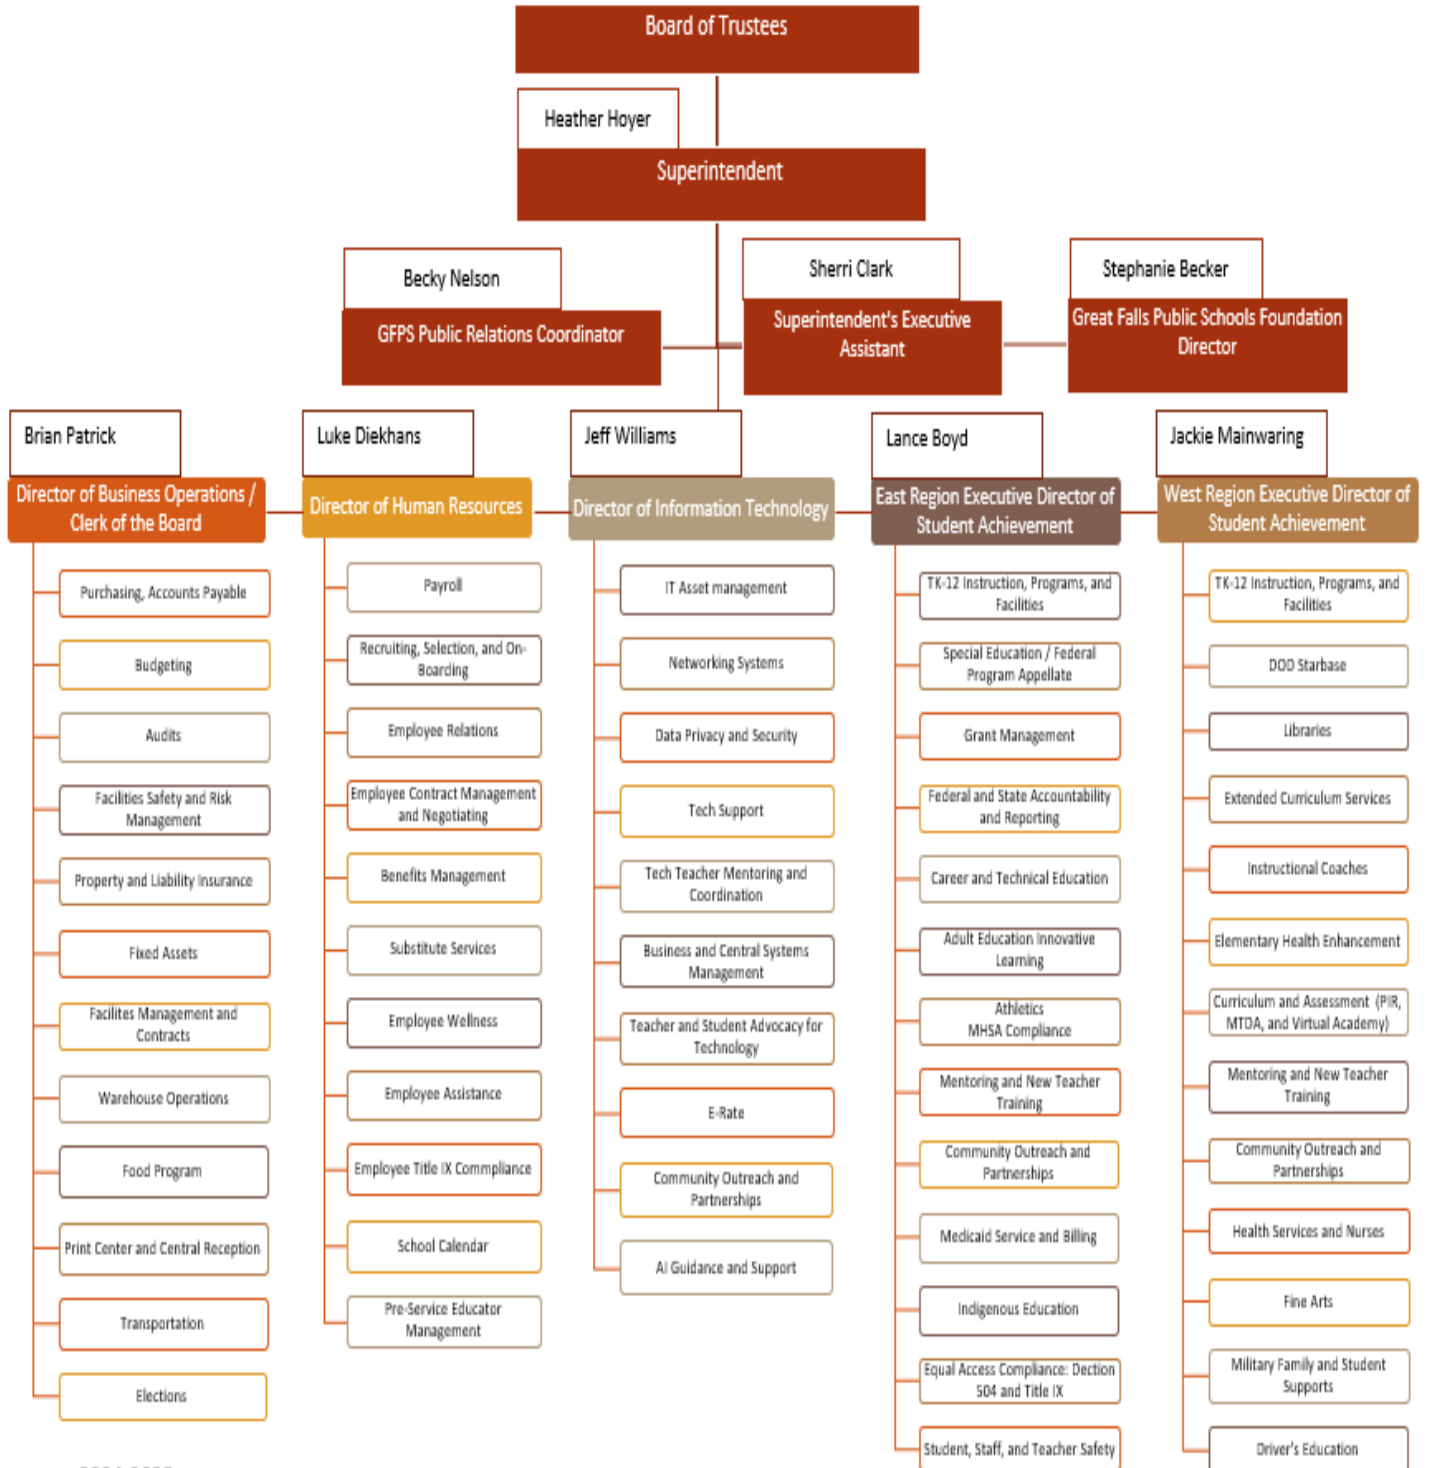 Board of Trustees
Heather Hoyer
Superintendent
Becky Nelson
GFPS Public Relations Coordinator
Sherri Clark
Superintendent's Executive
Assistant
Stephanie Becker
Great Falls Public Schools Foundation
Director
Brian Patrick
Director of Business Operations /
Clerk of the Board
Purchasing, Accounts Payable
Budgeting
Audits
Facilities Safety and Risk
Management
Property and Liability Insurance
Fixed Assets
Facilites Management and
Contracts
Warehouse Operations
Food Program
Print Center and Central Reception
Transportation
Elections
Luke Diekhans
Director of Human Resources
Payroll
Recruiting, Selection, and On-
Boarding
Employee Relations
Employee Contract Management
and Negotiating
Benefits Management
Substitute Services
Employee Wellness
Employee Assistance
Employee Title IX Commpliance
School Calendar
Pre-Service Educator
Management
Jeff Williams
Director of Information Technology
IT Asset management
Networking Systems
Data Privacy and Security
Tech Support
Tech Teacher Mentoring and
Coordination
Business and Central Systems
Management
Teacher and Student Advocacy for
Technology
E-Rate
Community Outreach and
Partnerships
AI Guidance and Support
Lance Boyd
East Region Executive Director of
Student Achievement
TK-12 Instruction, Programs, and
Facilities
Special Education / Federal
Program Appellate
Grant Management
Federal and State Accountability
and Reporting
Career and Technical Education
Adult Education Innovative
Learning
Athletics
MHSA Compliance
Mentoring and New Teacher
Training
Community Outreach and
Partnerships
Medicaid Service and Billing
Indigenous Education
Equal Access Compliance: Dection
504 and Title IX
Student, Staff, and Teacher Safety
Jackie Mainwaring
West Region Executive Director of
Student Achievement
TK-12 Instruction, Programs, and
Facilities
DOD Starbase
Libraries
Extended Curriculum Services
Instructional Coaches
Elementary Health Enhancement
Curriculum and Assessment (PIR,
MTDA, and Virtual Academy)
Mentoring and New Teacher
Training
Community Outreach and
Partnerships
Health Services and Nurses
Fine Arts
Military Family and Student
Supports
Driver's Education